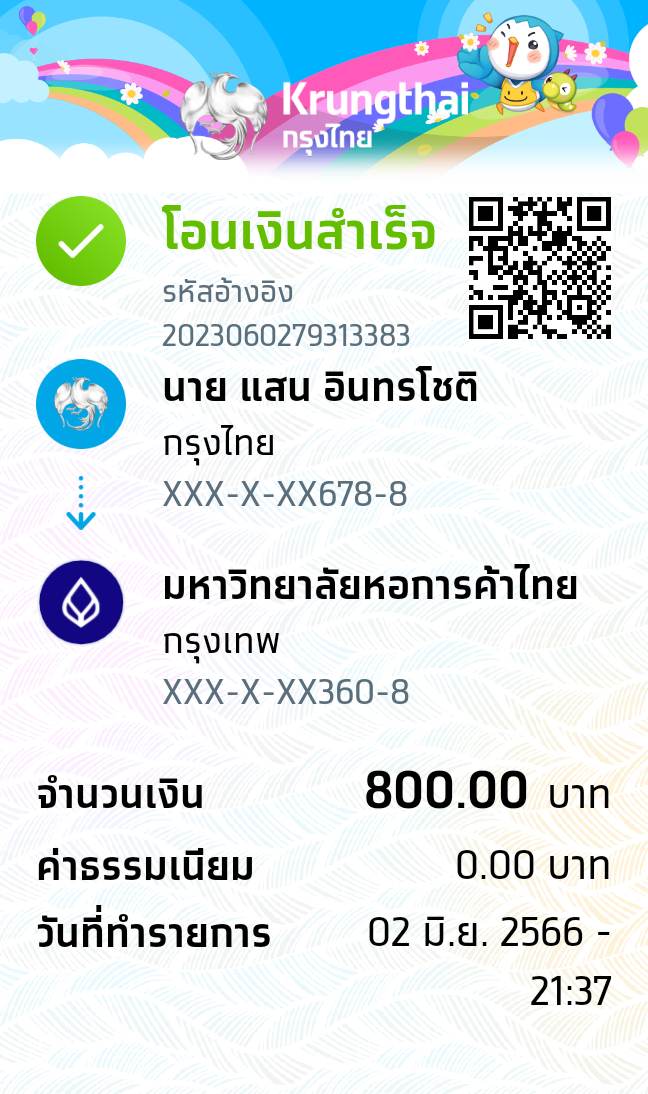 Krungthai
กรุงไทย
โอนเงินสำเร็จ
รหัสอ้างอิง
2023060279313383
นาย แสน อินทรโชติ
กรุงไทย
XXX-X-XX678-8
มหาวิทยาลัยหอการค้าไทย
กรุงเทพ
XXX-X-XX360-8
จำนวนเงิน 800.00 บาท
ค่าธรรมเนียม 0.00 บาท
วันที่ทำรายการ 02 มิ.ย. 2566 -
21:37